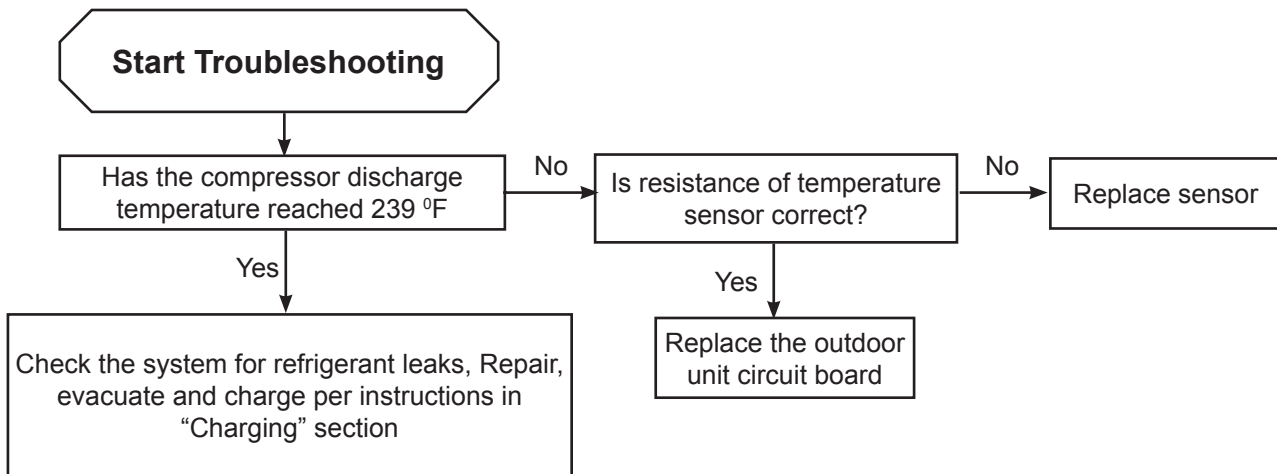 Start Troubleshooting
Has the compressor discharge
temperature reached 239 ⁰F
No
Is resistance of temperature
sensor correct?
No
Replace sensor
Yes
Yes
Check the system for refrigerant leaks, Repair,
evacuate and charge per instructions in
“Charging” section
Replace the outdoor
unit circuit board